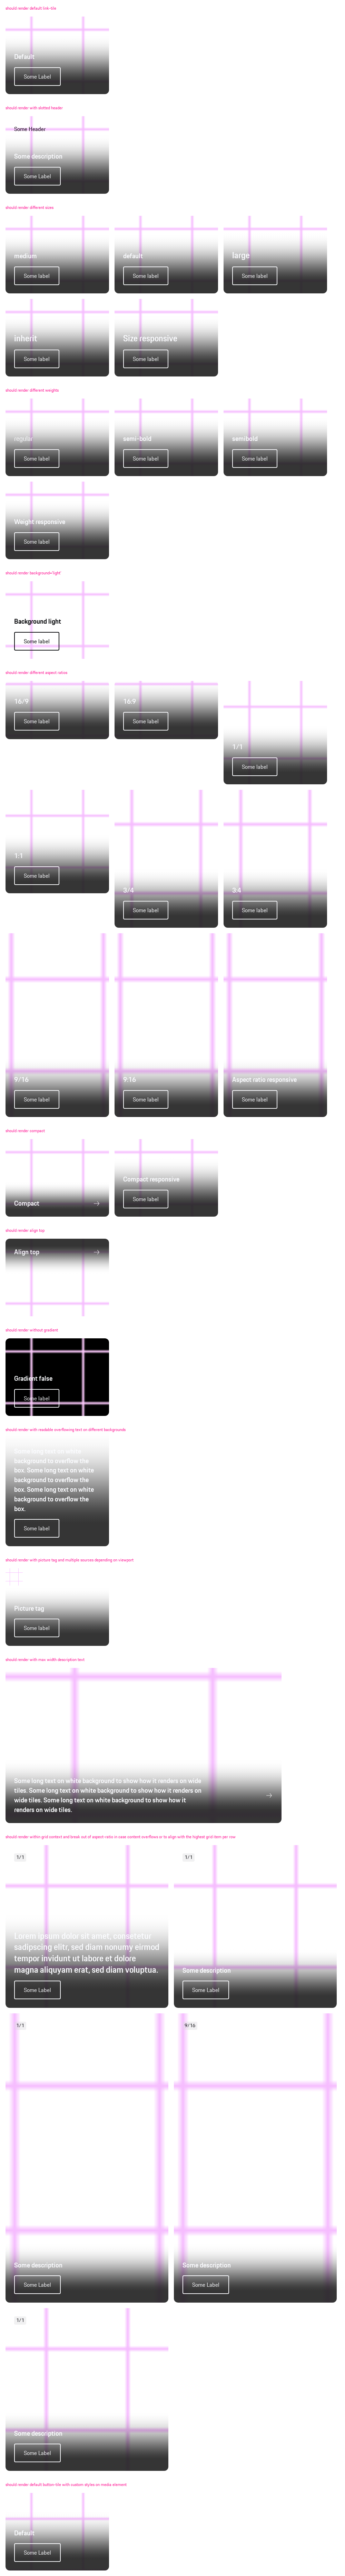 should render default link-tile
Default
Some Label
should render with slotted header
Some Header
Some description
Some Label
should render different sizes
medium
default
large
Some label
Some label
Some label
inherit
Size responsive
Some label
Some label
should render different weights
regular
semi-bold
semibold
Some label
Some label
Some label
Weight responsive
Some label
should render background light
Background light
Some label
should render different aspect ratios
16/9
16:9
Some label
Some label
1/1
Some label
1:1
Some label
3/4
3:4
Some label
Some label
9/16
9:16
Aspect ratio responsive
Some label
Some label
Some label
should render compact
Compact
Compact responsive
Some label
should render align top
Align top
should render without gradient
Gradient false
Some label
should render with readable overflowing text on different backgrounds
Some long text on white
background to overflow the
box. Some long text on white
background to overflow the
box. Some long text on white
background to overflow the
box.
Some label
should render with picture tag and multiple sources depending on viewport
Picture tag
Some label
should render with max width description text
Some long text on white background to show how it renders on wide
tiles. Some long text on white background to show how it renders on
wide tiles. Some long text on white background to show how it
renders on wide tiles.
should render within grid context and break out of aspect-ratio in case content overflows or to align with the highest grid item per row
1/1
1/1
Lorem ipsum dolor sit amet, consetetur
sadipscing elitr, sed diam nonumy eirmod
tempor invidunt ut labore et dolore
magna aliquyam erat, sed diam voluptua.
Some description
Some Label
Some Label
1/1
9/16
Some description
Some description
Some Label
Some Label
1/1
Some description
Some Label
should render default button-tile with custom styles on media element
Default
Some Label